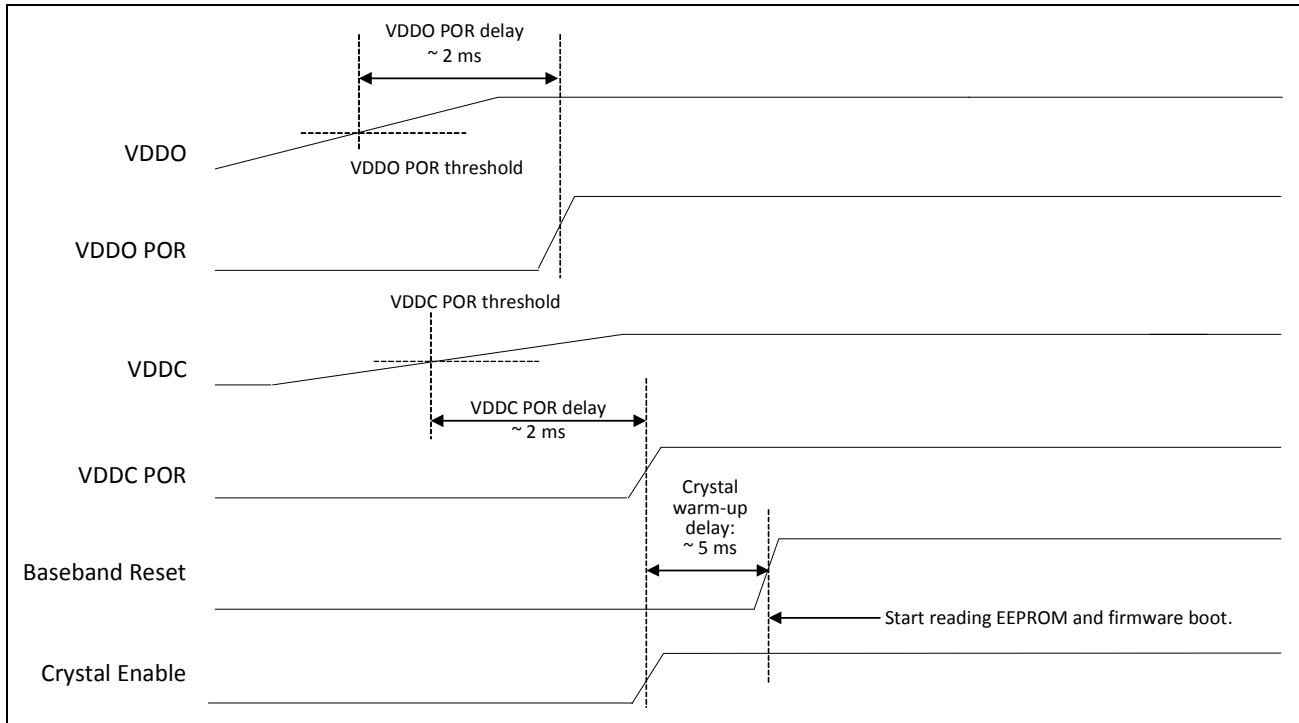 VDDO POR delay
~ 2 ms
VDDO
VDDO POR threshold
VDDO POR
VDDC POR threshold
VDDC
VDDC POR delay
~ 2 ms
VDDC POR
Crystal
warm-up
delay:
~ 5 ms
Baseband Reset
Start reading EEPROM and firmware boot.
Crystal Enable